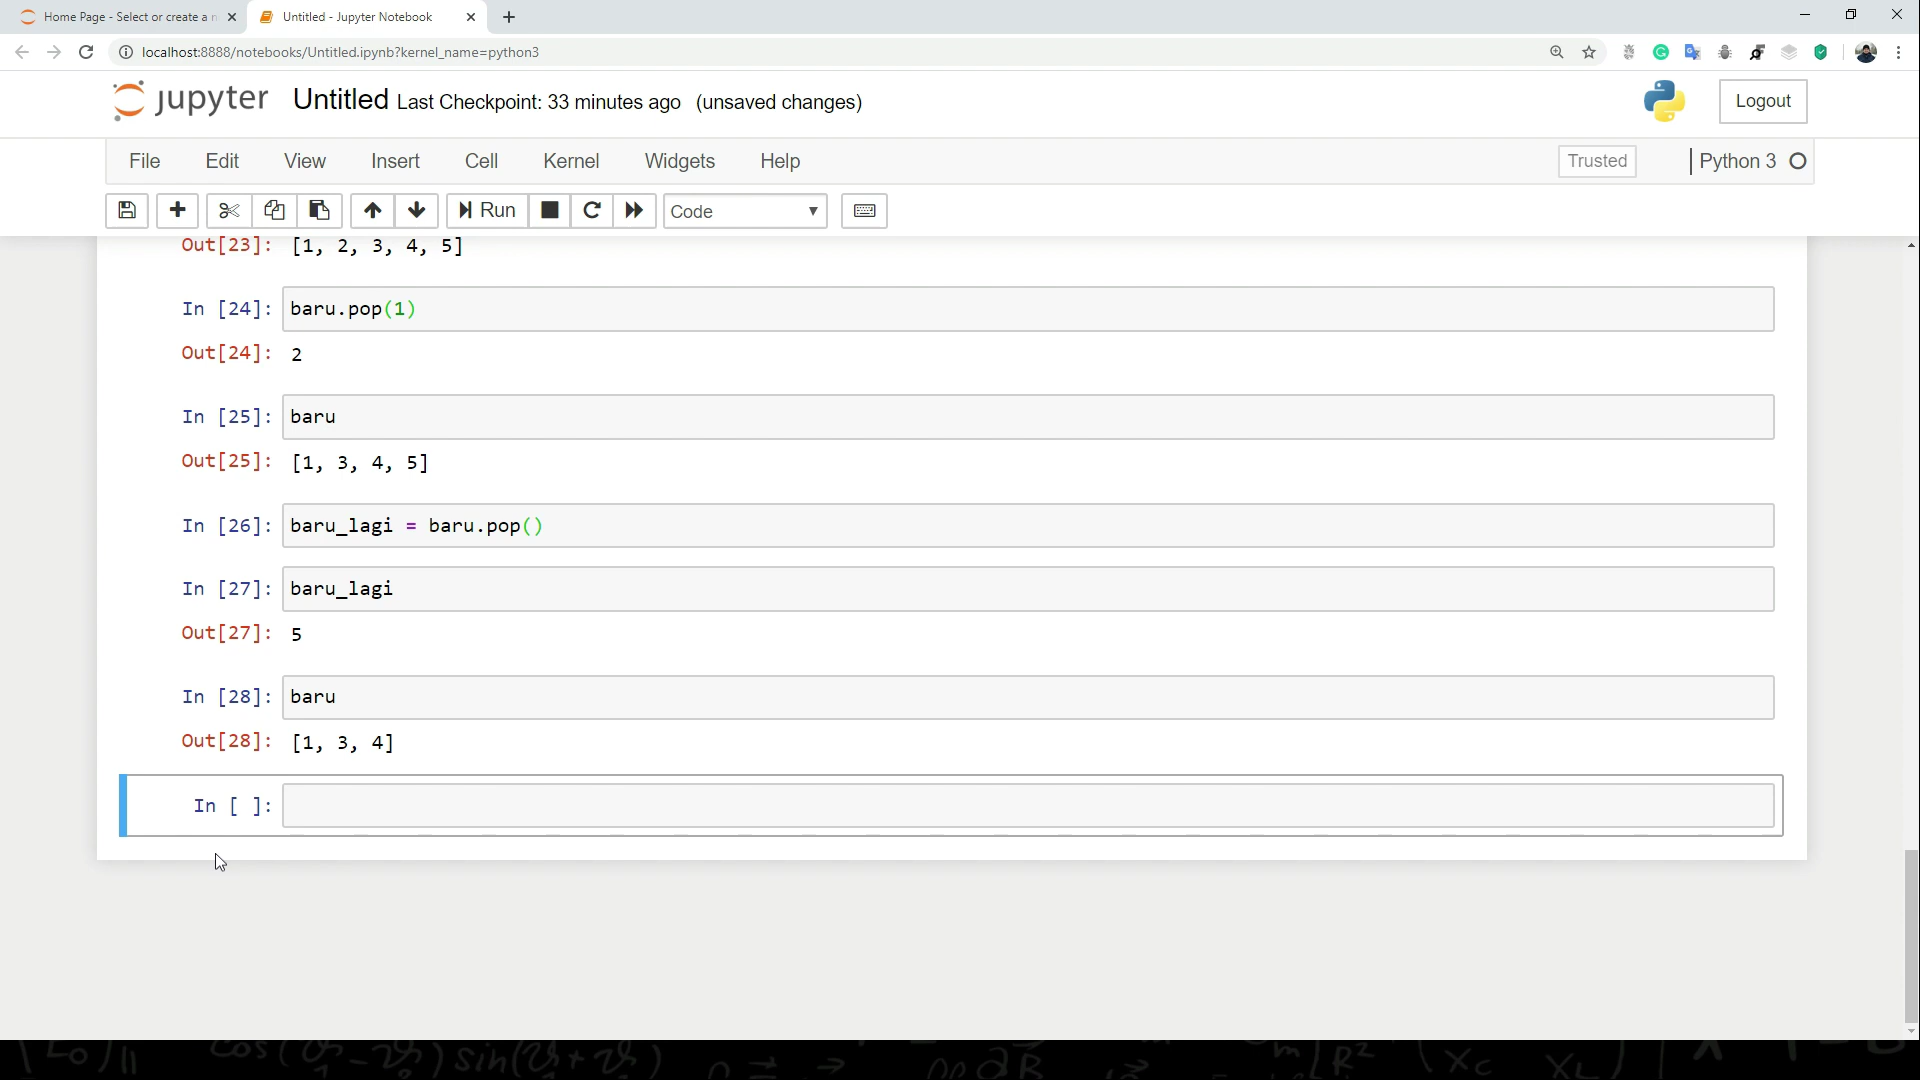 Home Page - Select or create a n
Untitled - Jupyter Notebook
localhost:8888/notebooks/Untitled.ipynb?kernel_name=python3
jupyter Untitled Last Checkpoint: 33 minutes ago (unsaved changes)
Logout
File Edit View Insert Cell Kernel Widgets Help
Trusted Python 3
Run Code
Out[23]: [1, 2, 3, 4, 5]
In [24]: baru.pop(1)
Out[24]: 2
In [25]: baru
Out[25]: [1, 3, 4, 5]
In [26]: baru_lagi = baru.pop()
In [27]: baru_lagi
Out[27]: 5
In [28]: baru
Out[28]: [1, 3, 4]
In [ ]: